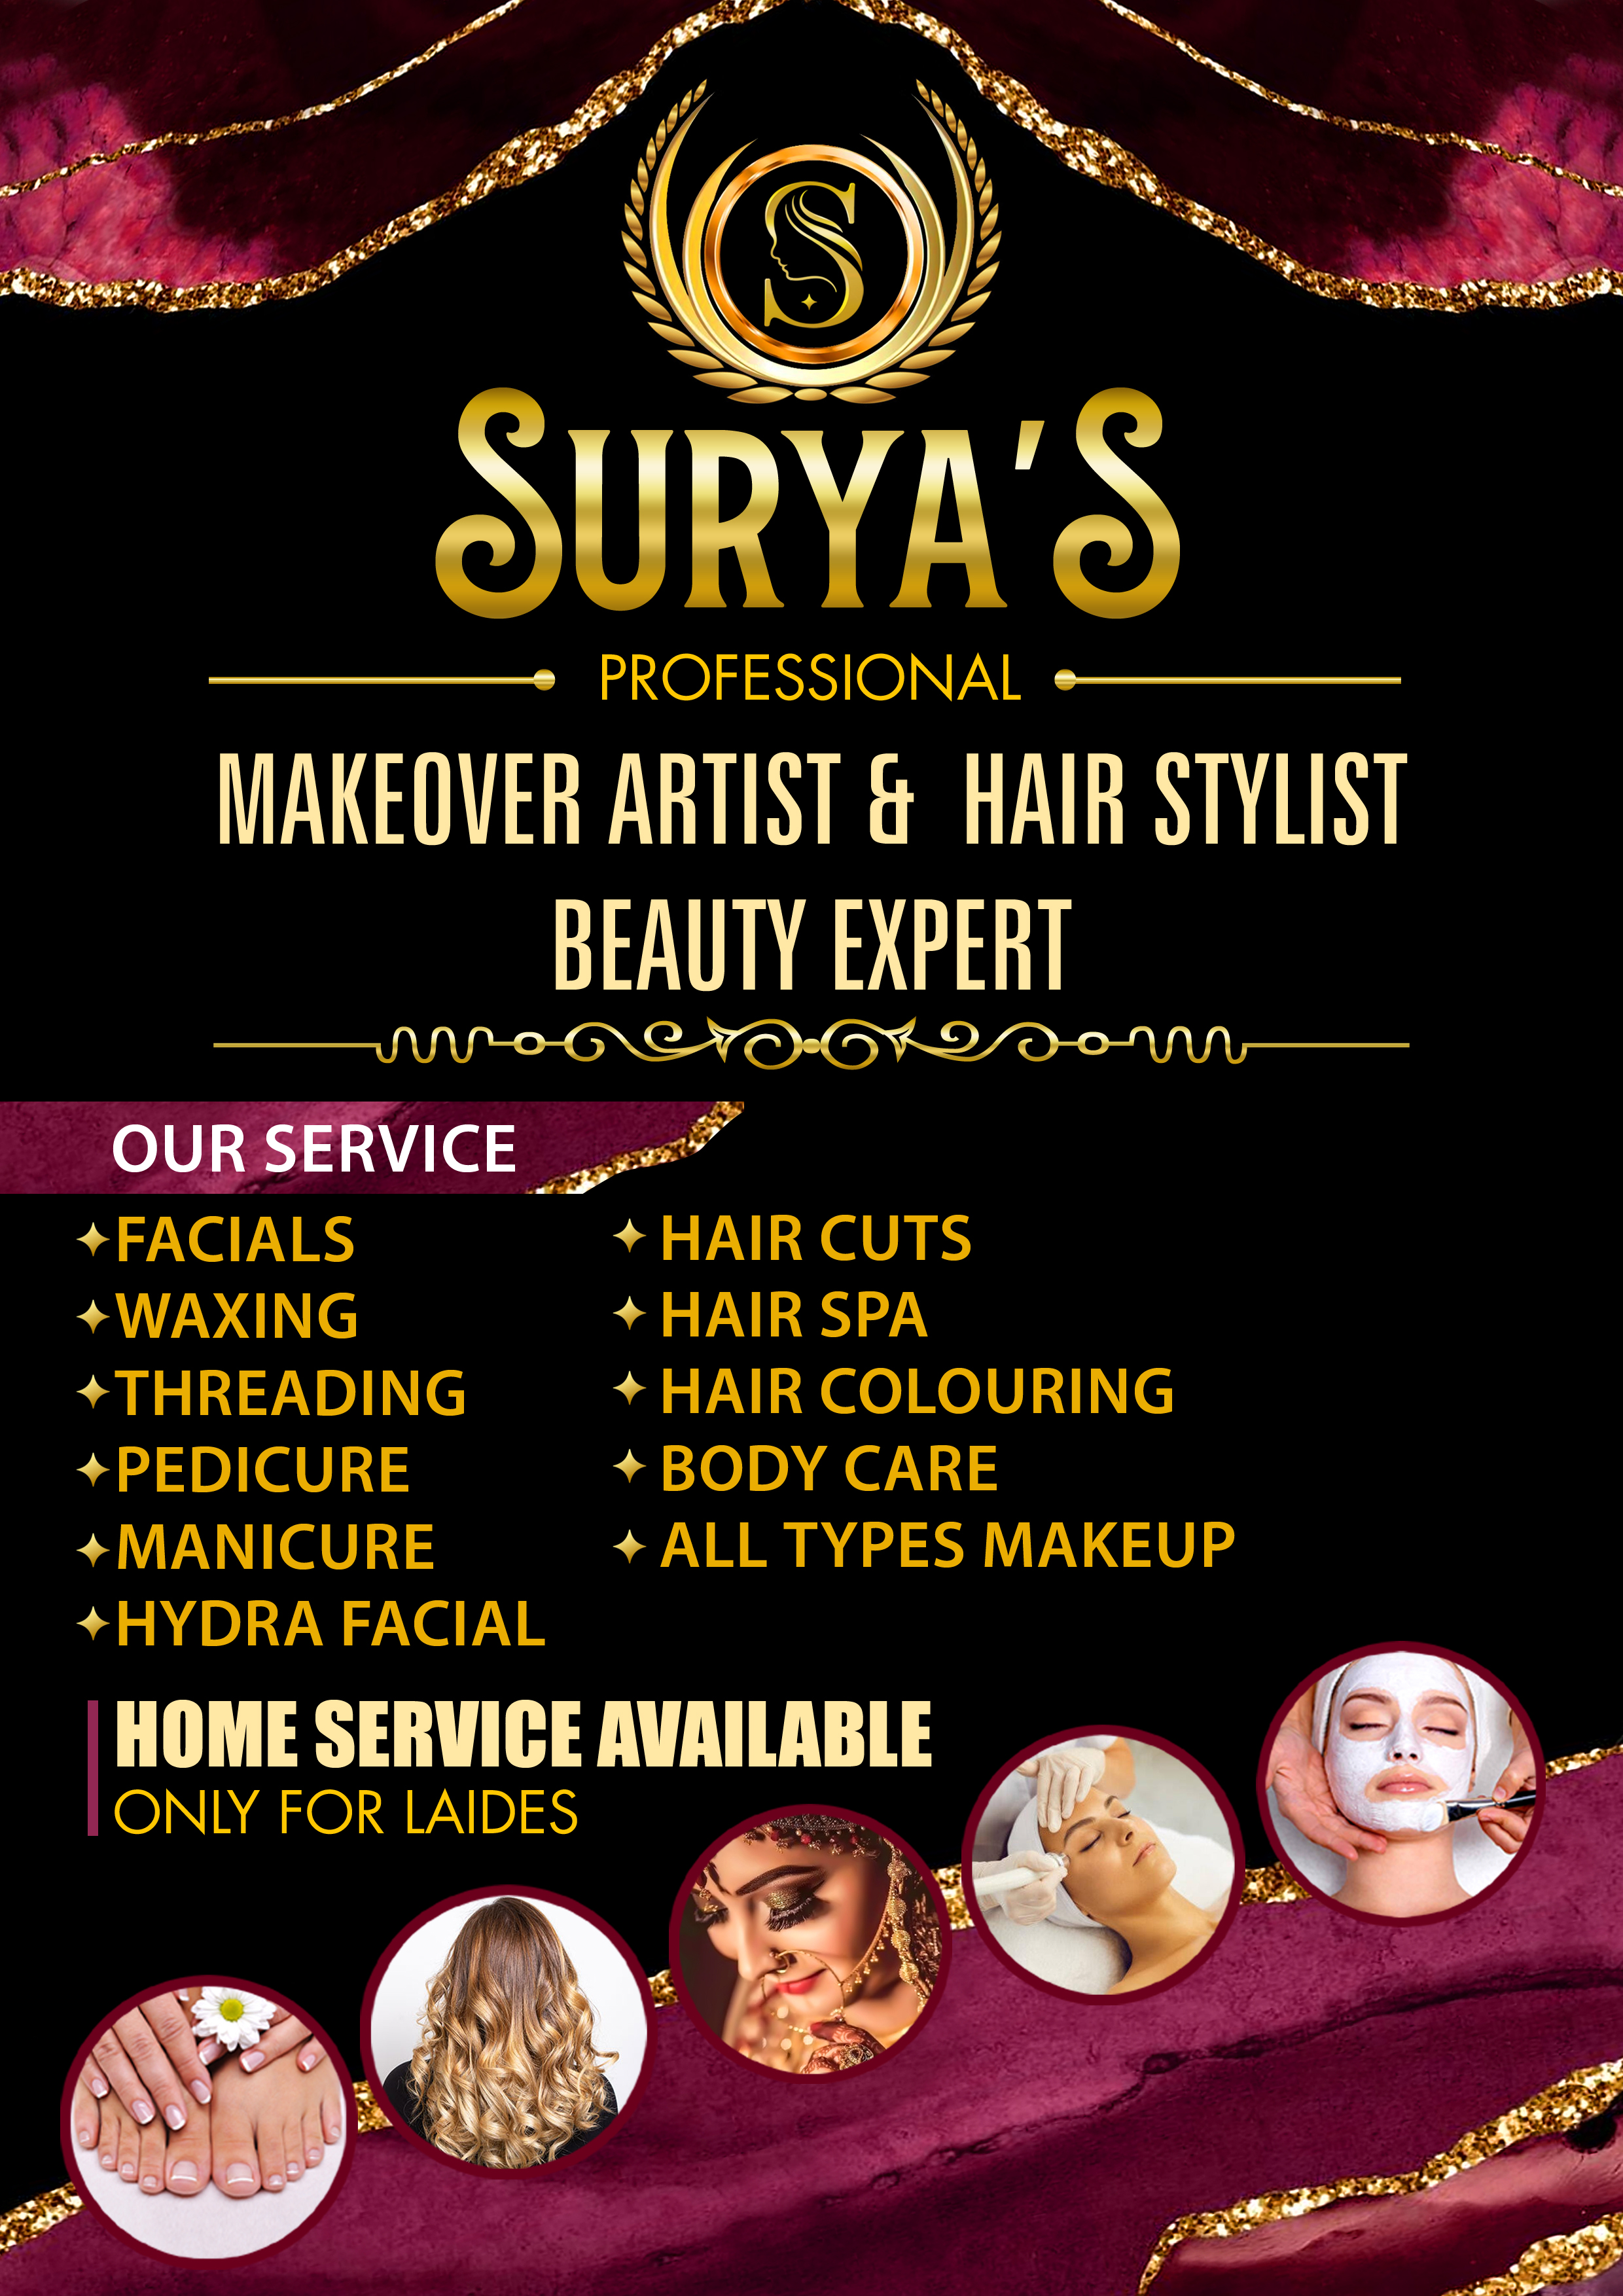 S
SURYA'S
PROFESSIONAL
MAKEOVER ARTIST & HAIR STYLIST
BEAUTY EXPERT
OUR SERVICE
FACIALS
WAXING
THREADING
PEDICURE
MANICURE
HYDRA FACIAL
HAIR CUTS
HAIR SPA
HAIR COLOURING
BODY CARE
ALL TYPES MAKEUP
HOME SERVICE AVAILABLE
ONLY FOR LAIDES